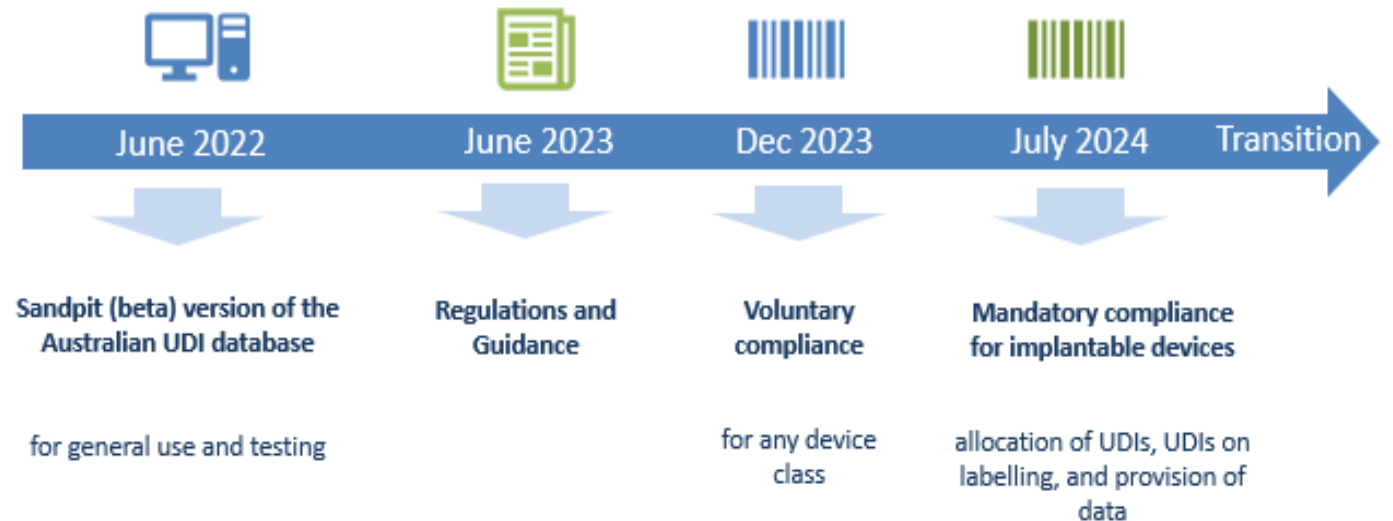 June 2022
June 2023
Dec 2023
July 2024
Transition
Sandpit (beta) version of the
Australian UDI database
for general use and testing
Regulations and
Guidance
Voluntary
compliance
for any device
class
Mandatory compliance
for implantable devices
allocation of UDIs, UDIs on
labelling, and provision of
data